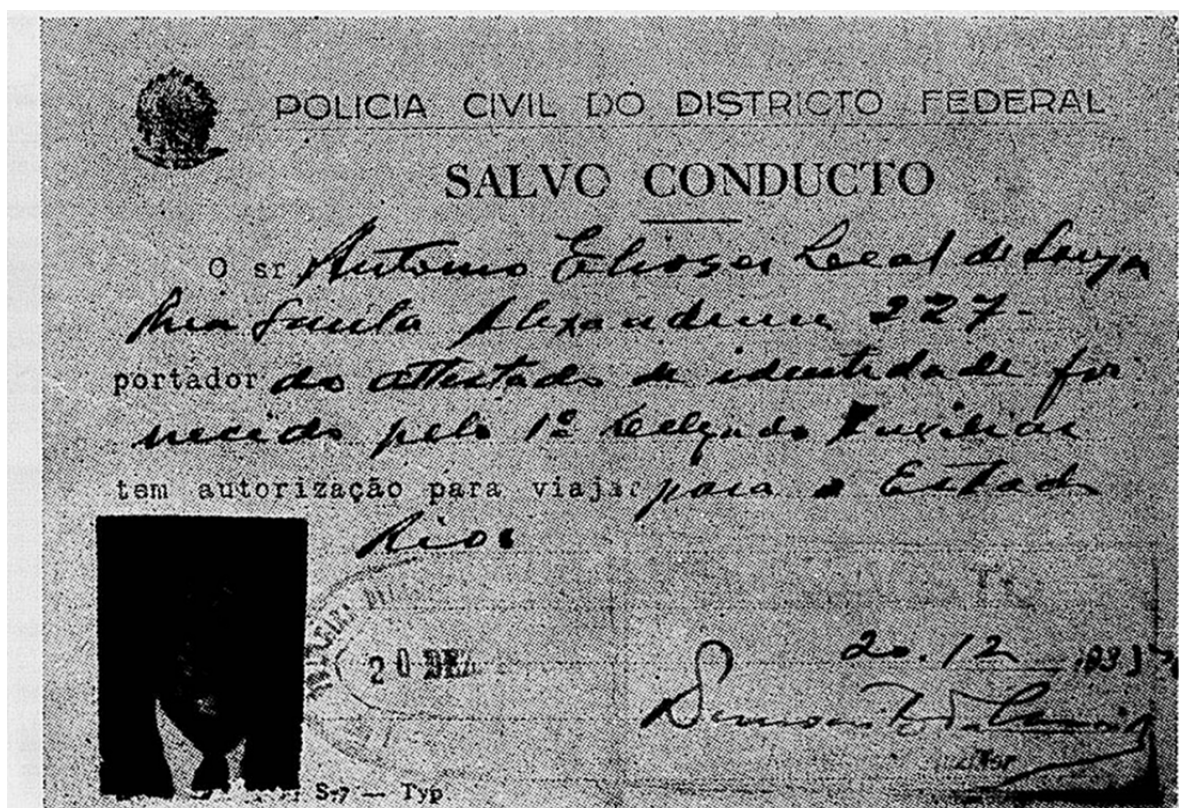 POLICIA CIVIL DO DISTRICTO FEDERAL
SALVO CONDUCTO
O sr Antonio Eliezer Leal de Souza
Rua Santa Alexandrina 227-
portador do attestado de identidade for
necido pelo 1º Delegado Auxiliar
tem autorização para viajar para o Estado
Rio
20 DEZ
20.12
S-7 — Typ